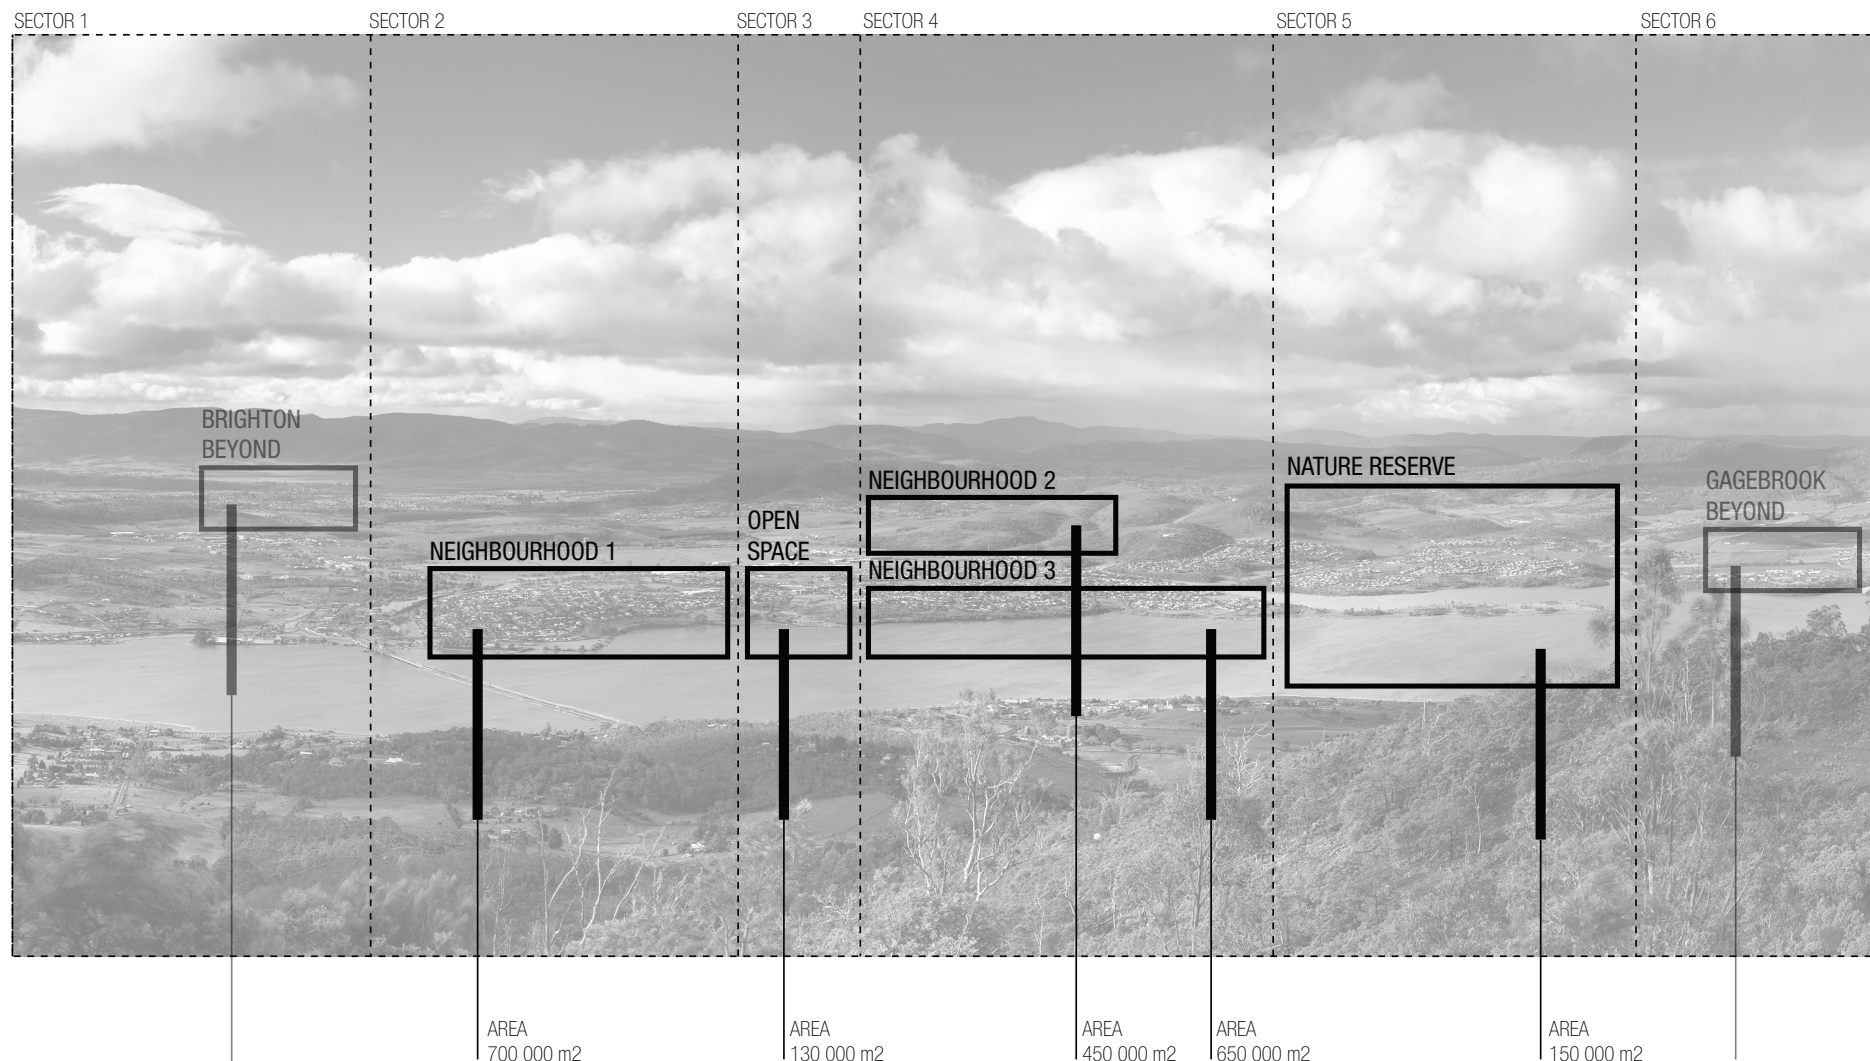 SECTOR 1
SECTOR 2
SECTOR 3
SECTOR 4
SECTOR 5
SECTOR 6
BRIGHTON
BEYOND
NEIGHBOURHOOD 1
OPEN
SPACE
NEIGHBOURHOOD 2
NEIGHBOURHOOD 3
NATURE RESERVE
GAGEBROOK
BEYOND
AREA
700 000 m2
AREA
130 000 m2
AREA
450 000 m2
AREA
650 000 m2
AREA
150 000 m2